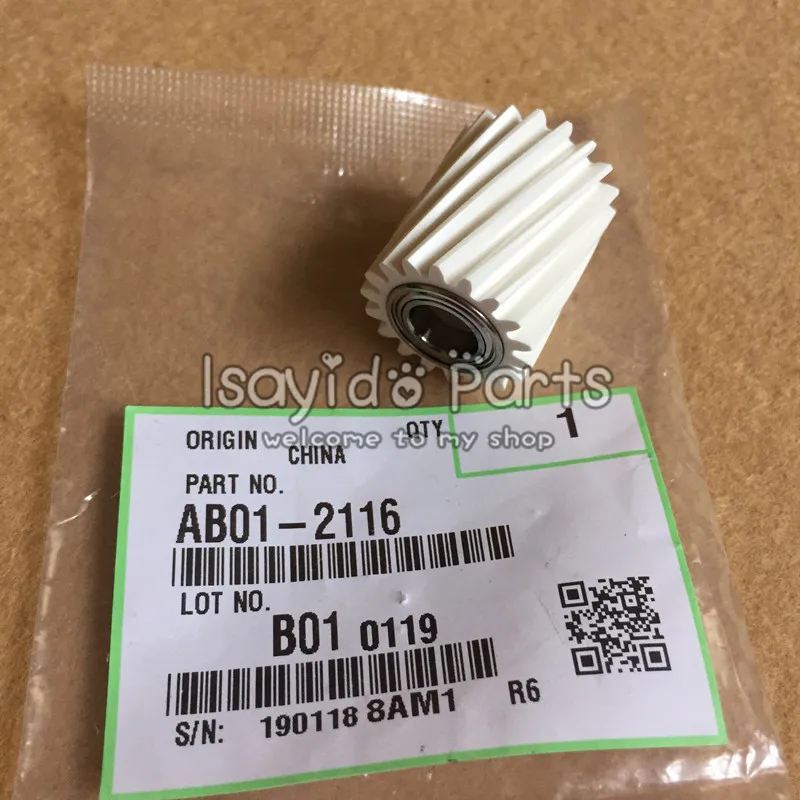 Isayido Parts
welcome to my shop
ORIGIN CHINA
QTY 1
PART NO.
AB01-2116
LOT NO.
B01 0119
S/N: 190118 8AM1 R6